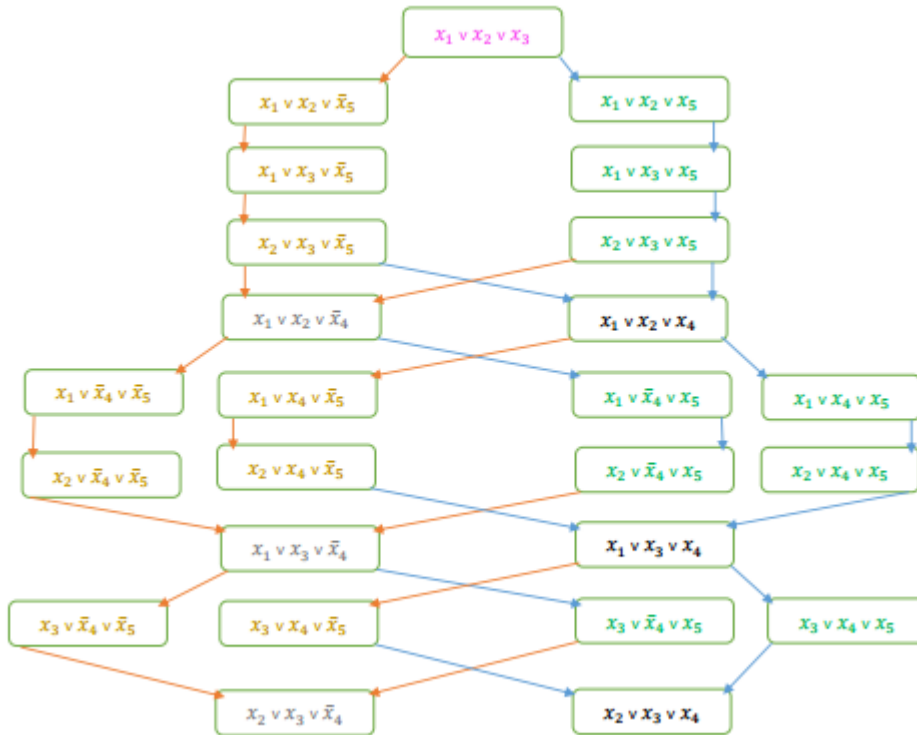 x₁ ∨ x₂ ∨ x₃
x₁ ∨ x₂ ∨ x̄₅
x₁ ∨ x₂ ∨ x₅
x₁ ∨ x₃ ∨ x̄₅
x₁ ∨ x₃ ∨ x₅
x₂ ∨ x₃ ∨ x̄₅
x₂ ∨ x₃ ∨ x₅
x₁ ∨ x₂ ∨ x̄₄
x₁ ∨ x₂ ∨ x₄
x₁ ∨ x̄₄ ∨ x̄₅
x₁ ∨ x₄ ∨ x̄₅
x₁ ∨ x̄₄ ∨ x₅
x₁ ∨ x₄ ∨ x₅
x₂ ∨ x̄₄ ∨ x̄₅
x₂ ∨ x₄ ∨ x̄₅
x₂ ∨ x̄₄ ∨ x₅
x₂ ∨ x₄ ∨ x₅
x₁ ∨ x₃ ∨ x̄₄
x₁ ∨ x₃ ∨ x₄
x₃ ∨ x̄₄ ∨ x̄₅
x₃ ∨ x₄ ∨ x̄₅
x₃ ∨ x̄₄ ∨ x₅
x₃ ∨ x₄ ∨ x₅
x₂ ∨ x₃ ∨ x̄₄
x₂ ∨ x₃ ∨ x₄